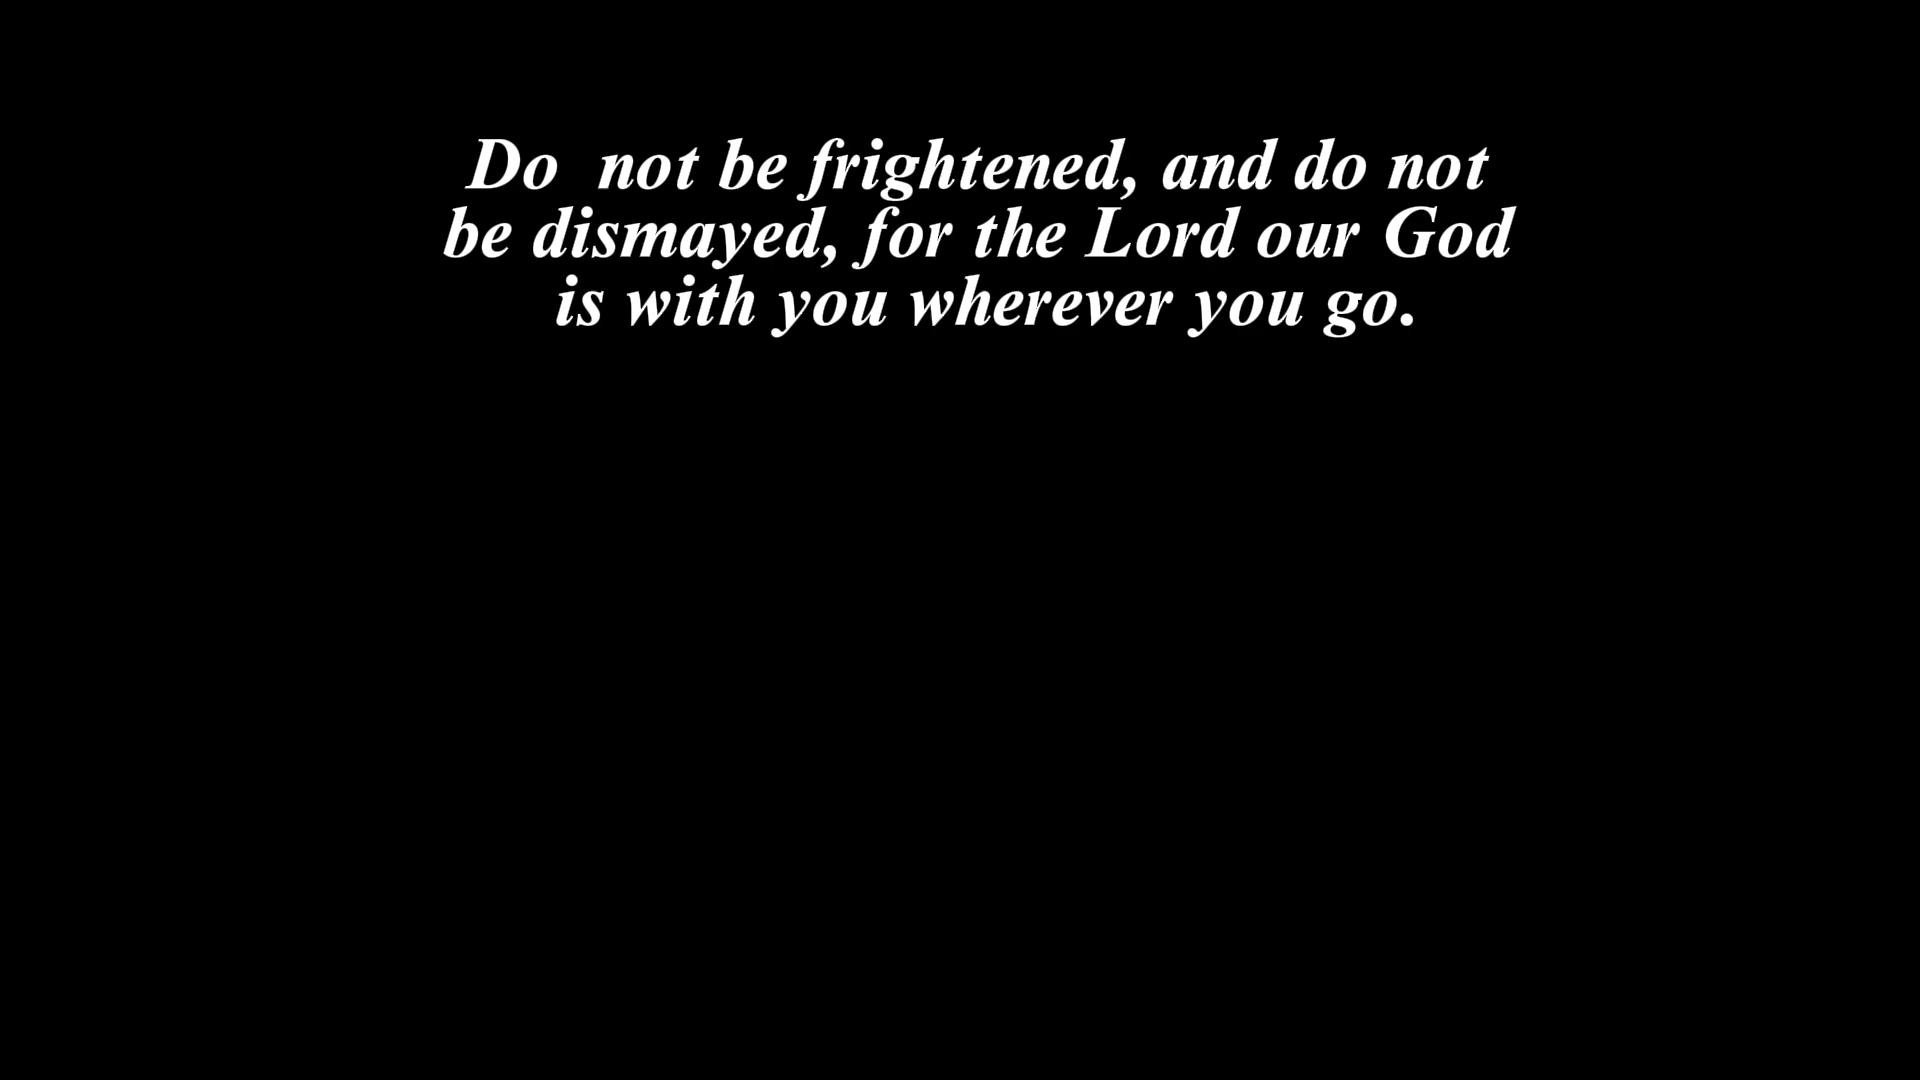 Do  not be frightened, and do not
be dismayed, for the Lord our God
is with you wherever you go.